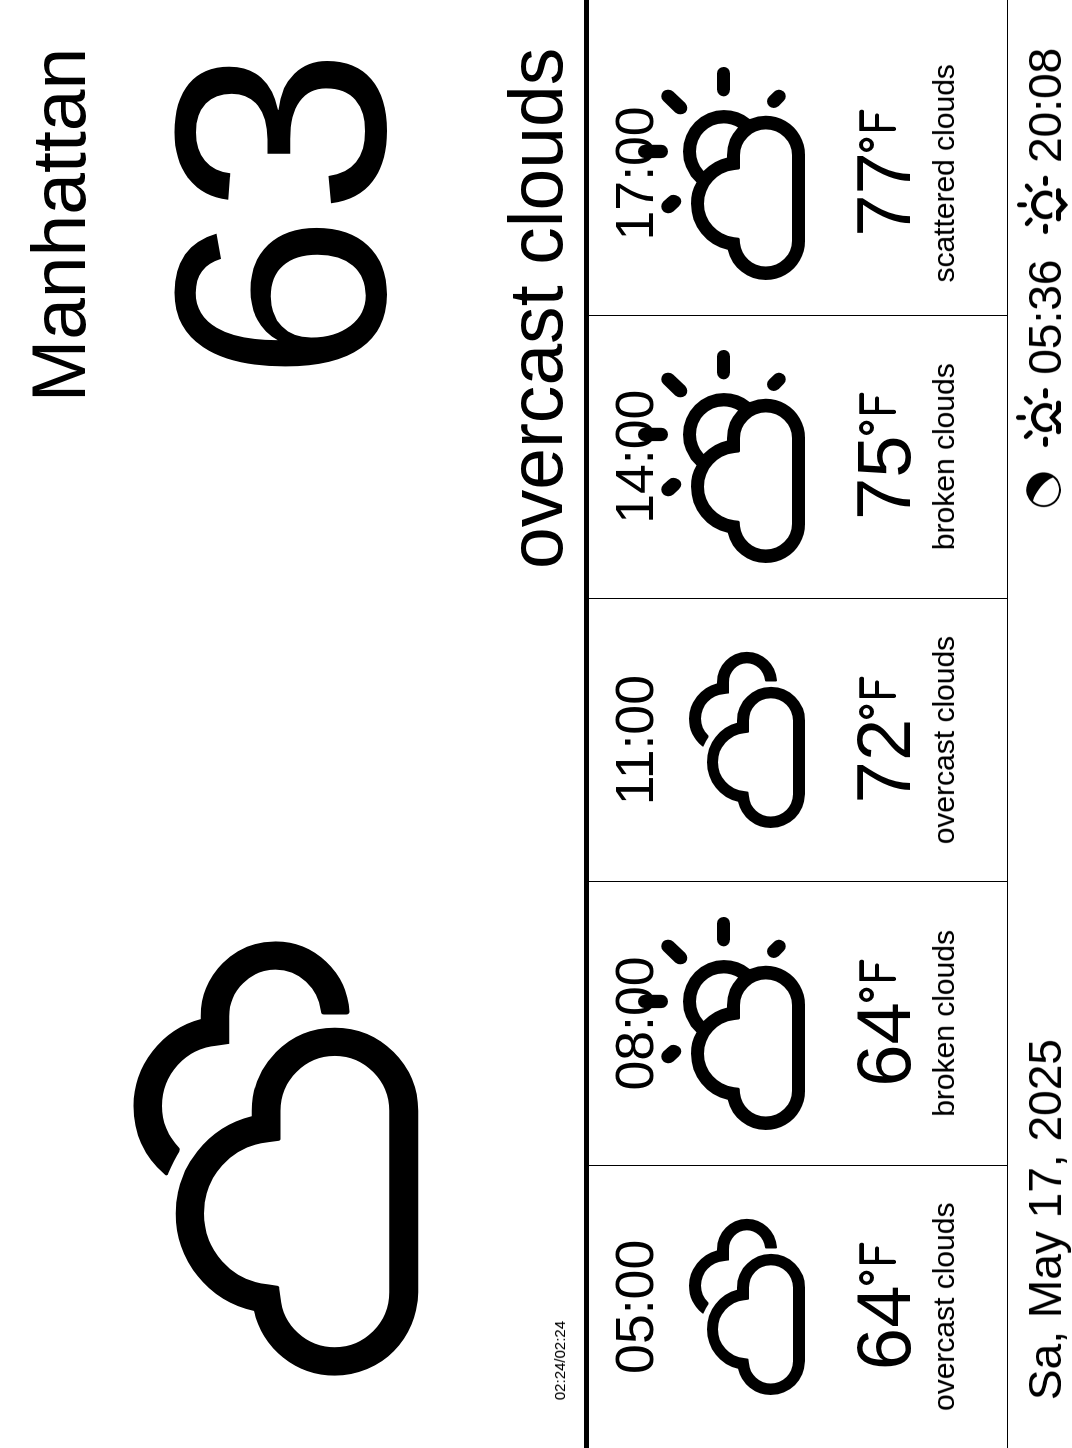 Manhattan
63
overcast clouds
02:24/02:24
05:00
64°F
overcast clouds
08:00
64°F
broken clouds
11:00
72°F
overcast clouds
14:00
75°F
broken clouds
17:00
77°F
scattered clouds
Sa, May 17, 2025
05:36 20:08